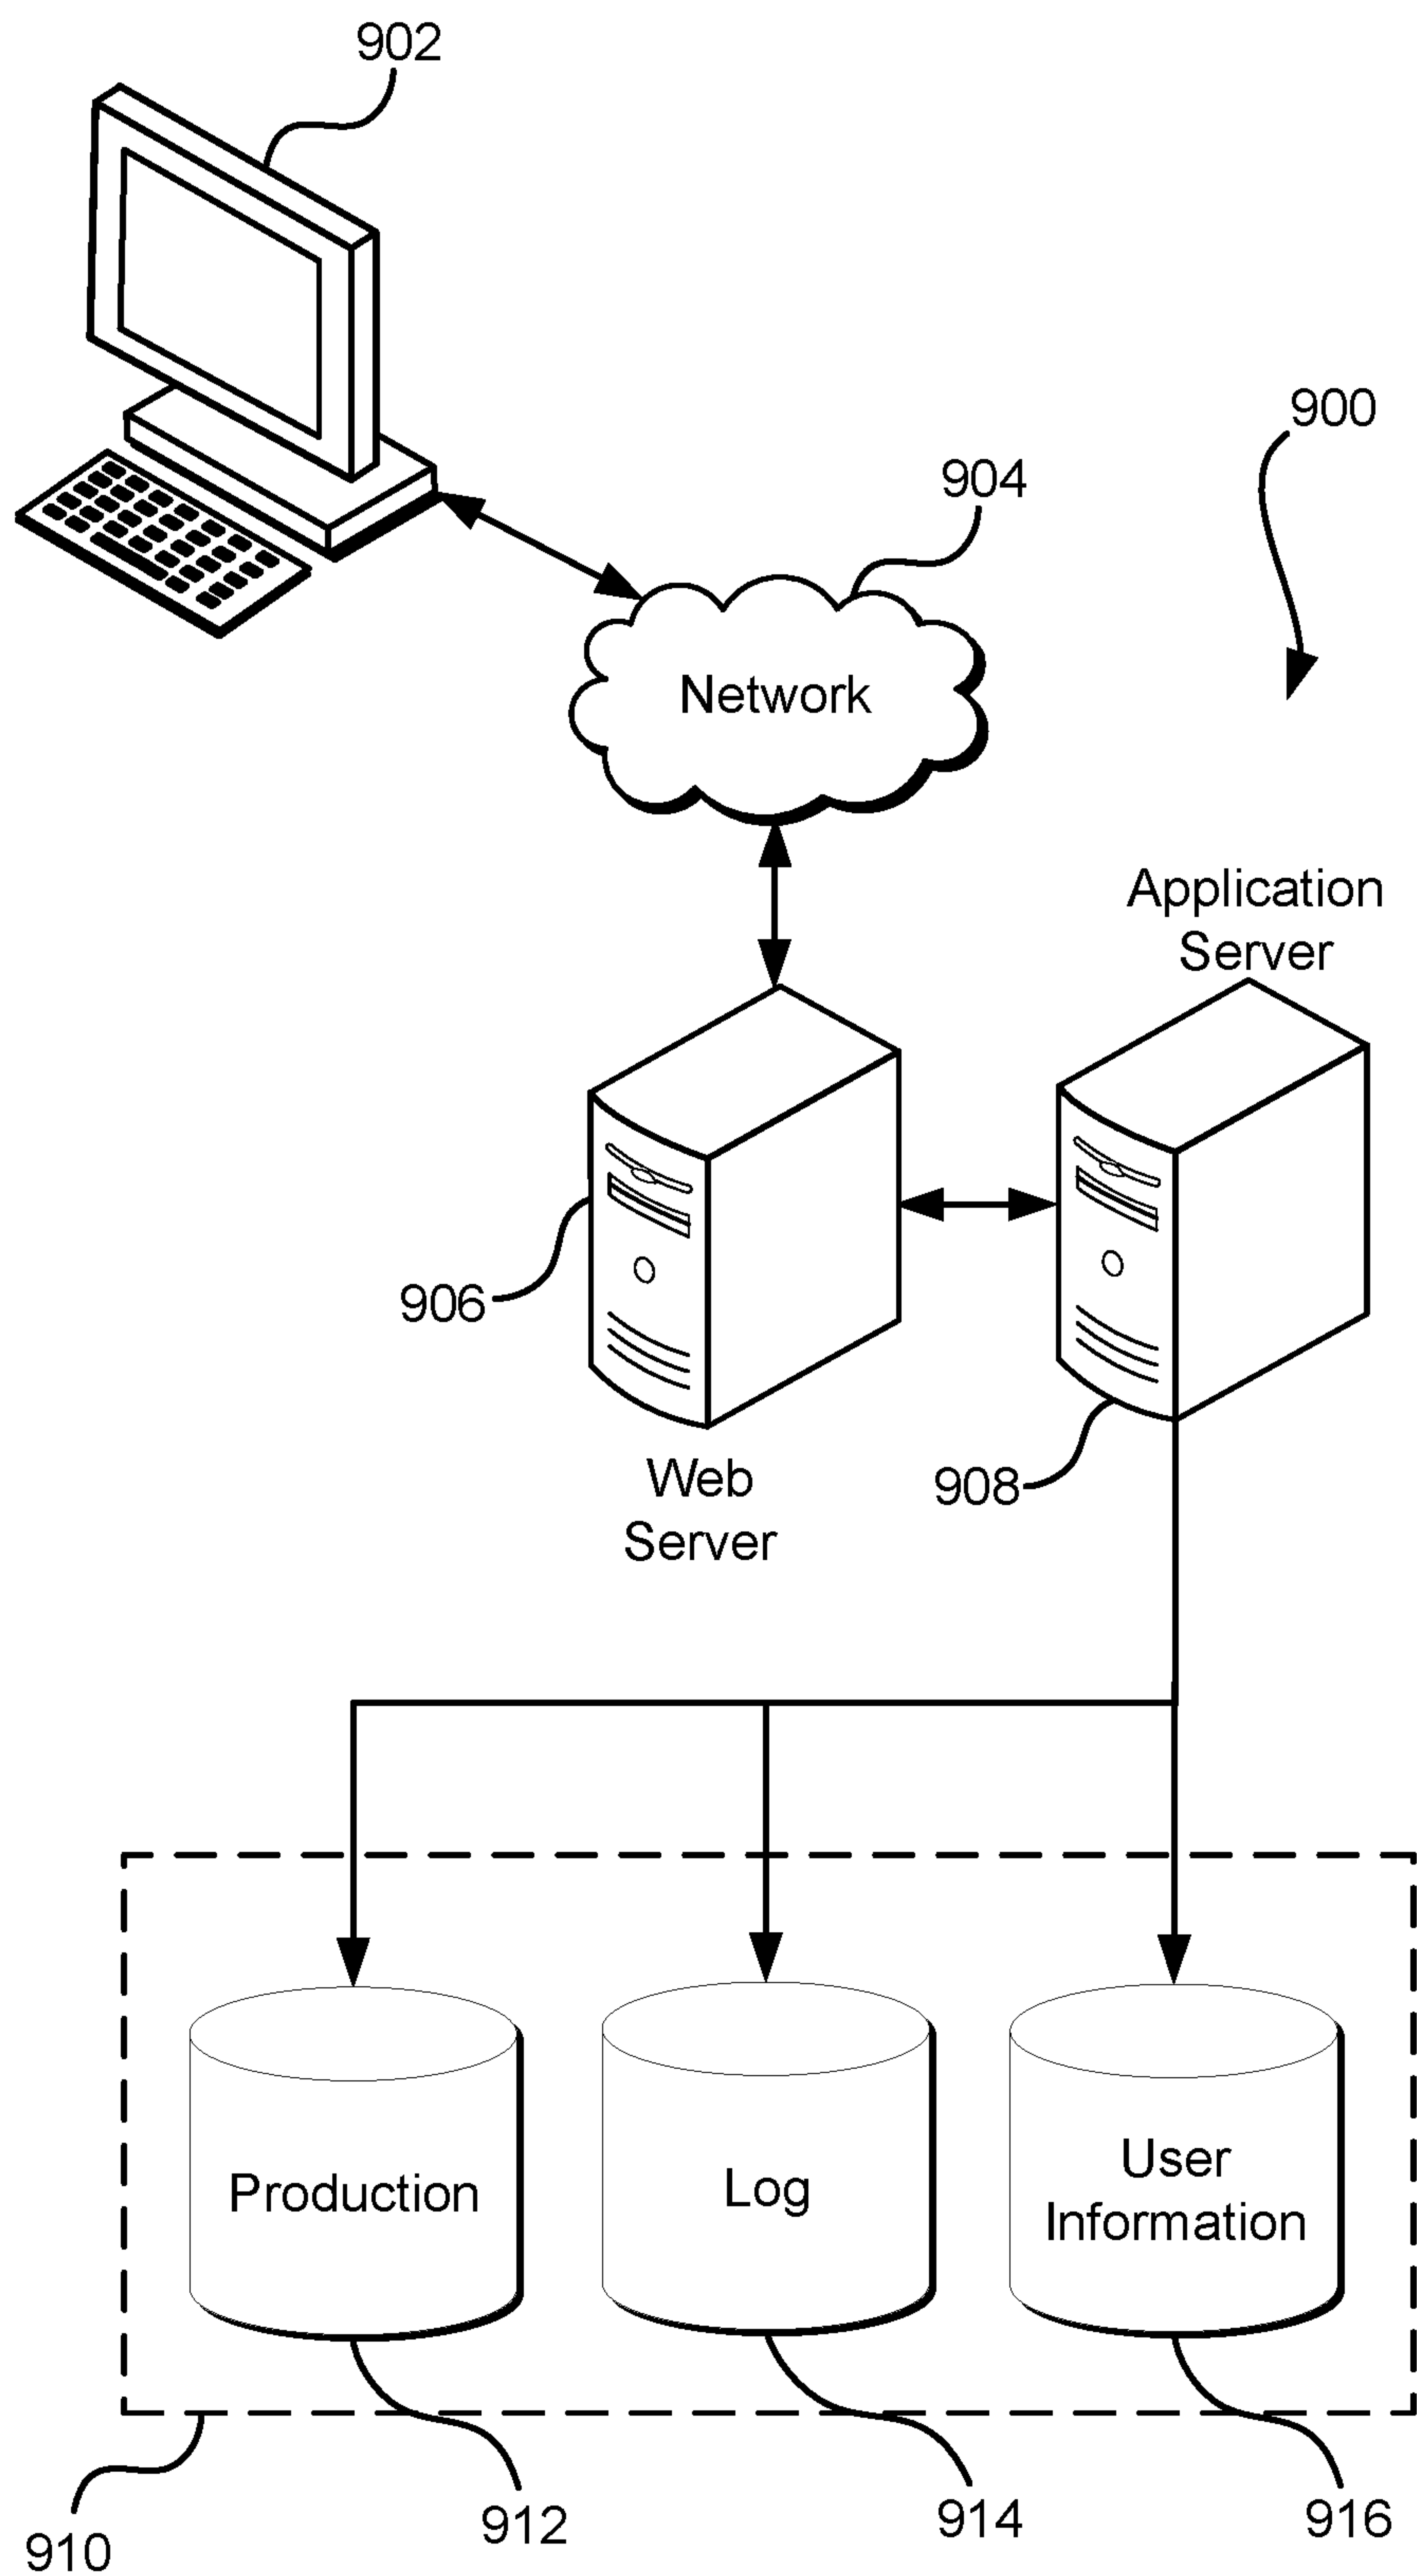 902
900
904
Network
Application
Server
906
908
Web
Server
Production
Log
User
Information
910
912
914
916